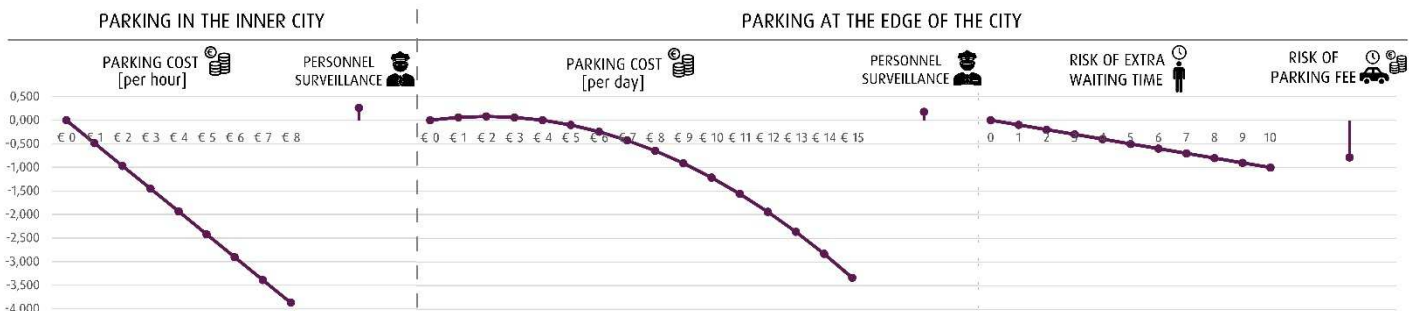 PARKING IN THE INNER CITY
PARKING AT THE EDGE OF THE CITY
PARKING COST
[per hour]
PERSONNEL
SURVEILLANCE
PARKING COST
[per day]
PERSONNEL
SURVEILLANCE
RISK OF EXTRA
WAITING TIME
RISK OF
PARKING FEE
0,500
0,000
-0,500
-1,000
-1,500
-2,000
-2,500
-3,000
-3,500
-4,000
€ 0 € 1 € 2 € 3 € 4 € 5 € 6 € 7 € 8
€ 0 € 1 € 2 € 3 € 4 € 5 € 6 € 7 € 8 € 9 € 10 € 11 € 12 € 13 € 14 € 15
0 1 2 3 4 5 6 7 8 9 10